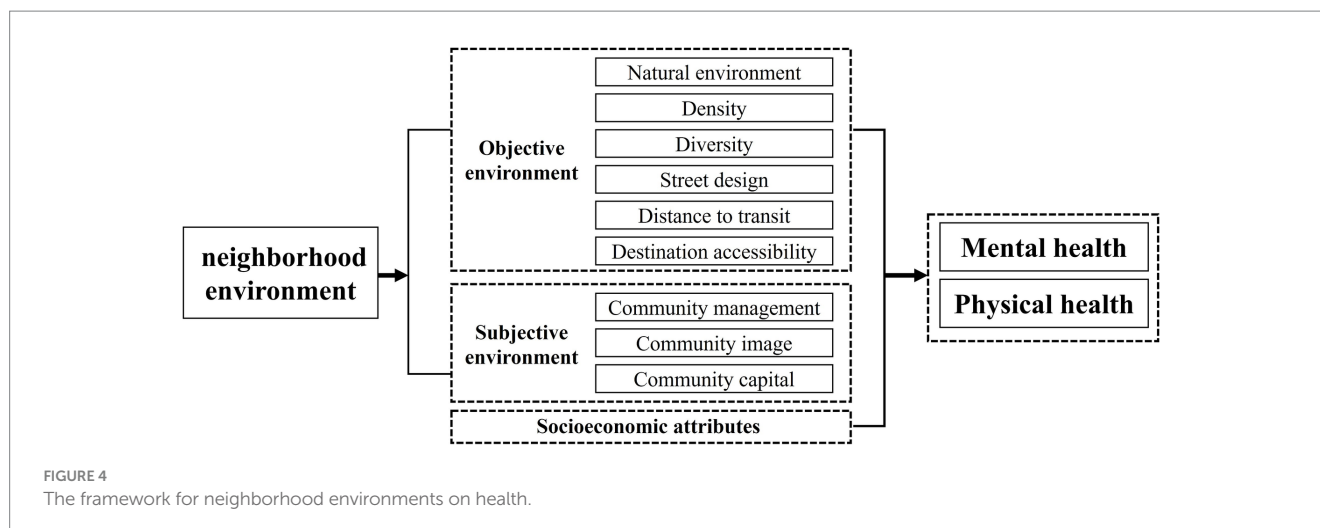 neighborhood
environment
Objective
environment
Natural environment
Density
Diversity
Street design
Distance to transit
Destination accessibility
Subjective
environment
Community management
Community image
Community capital
Socioeconomic attributes
Mental health
Physical health
FIGURE 4
The framework for neighborhood environments on health.